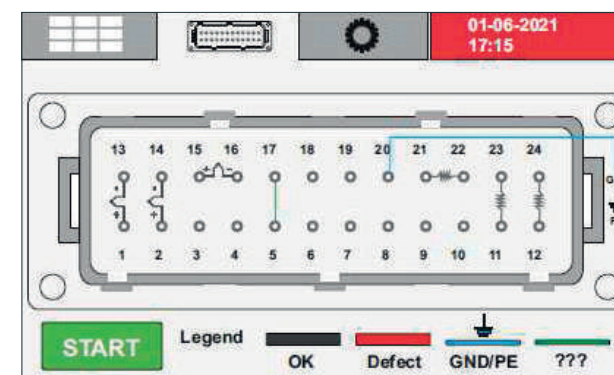 01-06-2021
17:15
13 14 15 16 17 18 19 20 21 22 23 24
1 2 3 4 5 6 7 8 9 10 11 12
START
Legend
OK
Defect
GND/PE
???